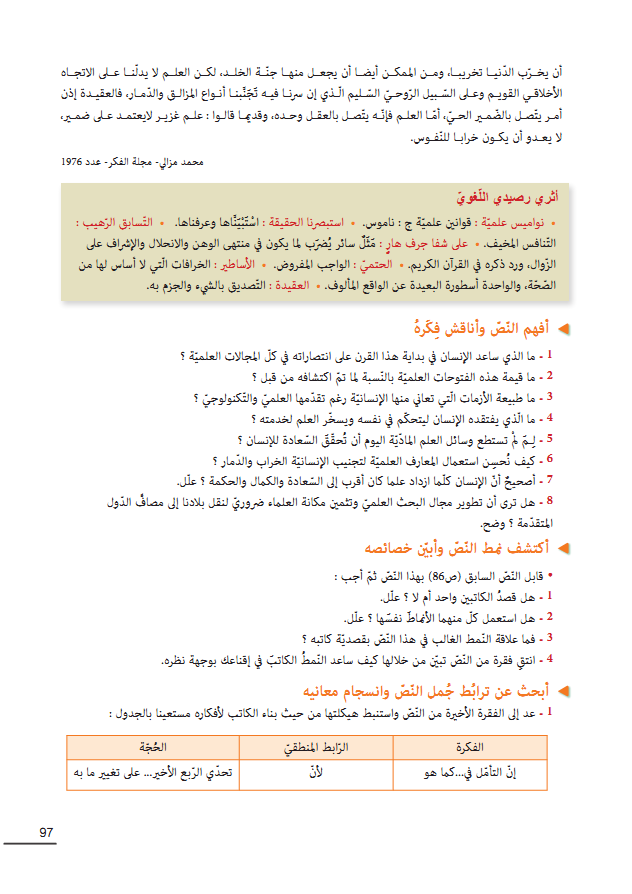 أن يخرّب الدّنيا تخريبا، ومن الممكن أيضا أن يجعل منها جنّة الخلد، لكن العلم لا يدلّنا على الاتجاه
الأخلاقي القويم وعلى السّبيل الرّوحيّ السّليم الّذي إن سرنا فيه تَجَنَّبنا أنواع المزالق والدّمار، فالعقيدة إذن
أمر يتّصل بالضّمير الحيّ، أمّا العلم فإنّه يتّصل بالعقل وحده، وقديما قالوا : علم غزير لايعتمد على ضمير،
لا يعدو أن يكون خرابا للنّفوس.
محمد مزالي- مجلة الفكر- عدد 1976
أثري رصيدي اللّغويّ
• نواميس علميّة : قوانين علميّة ج : ناموس. • استبصرنا الحقيقة : اسْتَبَيْنَّاها وعرفناها. • التّسابق الرّهيب :
التّنافس المخيف. • على شفا جرف هارٍ : مَثَلٌ سائر يُضرَب لما يكون في منتهى الوهن والانحلال والإشراف على
الزّوال، ورد ذكره في القرآن الكريم. • الحتميّ : الواجب المفروض. • الأساطير : الخرافات الّتي لا أساس لها من
الصّحّة، والواحدة أسطورة البعيدة عن الواقع المألوف. • العقيدة : التّصديق بالشّيء والجزم به.
أفهم النّصّ وأناقش فِكَرهُ
1 - ما الذي ساعد الإنسان في بداية هذا القرن على انتصاراته في كلّ المجالات العلميّة ؟
2 - ما قيمة هذه الفتوحات العلميّة بالنّسبة لما تمّ اكتشافه من قبل ؟
3 - ما طبيعة الأزمات الّتي تعاني منها الإنسانيّة رغم تقدّمها العلميّ والتّكنولوجيّ ؟
4 - ما الّذي يفتقده الإنسان ليتحكّم في نفسه ويسخّر العلم لخدمته ؟
5 - لِـمَ لْم تستطع وسائل العلم المادّيّة اليوم أن تُحقّقَ السّعادة للإنسان ؟
6 - كيف نُحسِن استعمال المعارف العلميّة لتجنيب الإنسانيّة الخراب والدّمار ؟
7 - أصحيحٌ أنّ الإنسان كلّما ازداد علما كان أقرب إلى السّعادة والكمال والحكمة ؟ علّل.
8 - هل ترى أن تطوير مجال البحث العلميّ وتثمين مكانة العلماء ضروريّ لنقل بلادنا إلى مصافّ الدّول
المتقدّمة ؟ وضح.
أكتشف نمط النّصّ وأبيّن خصائصه
• قابل النّصّ السابق (ص86) بهذا النّصّ ثمّ أجب :
1 - هل قصدُ الكاتبين واحد أم لا ؟ علّل.
2 - هل استعمل كلّ منهما الأنماطَ نفسَها ؟ علّل.
3 - فما علاقة النّمط الغالب في هذا النّصّ بقصديّة كاتبه ؟
4 - انتقِ فقرة من النّصّ تبيّن من خلالها كيف ساعد النّمطُ الكاتبَ في إقناعك بوجهة نظره.
أبحث عن ترابُط جُمل النّصّ وانسجام معانيه
1 - عد إلى الفقرة الأخيرة من النّصّ واستنبط هيكلتها من حيث بناء الكاتب لأفكاره مستعينا بالجدول :
الفكرة	الرّابط المنطقيّ	الحُجّة
إنّ التأمّل في...كما هو	لأنّ	تحدّي الرّبع الأخير... على تغيير ما به
97